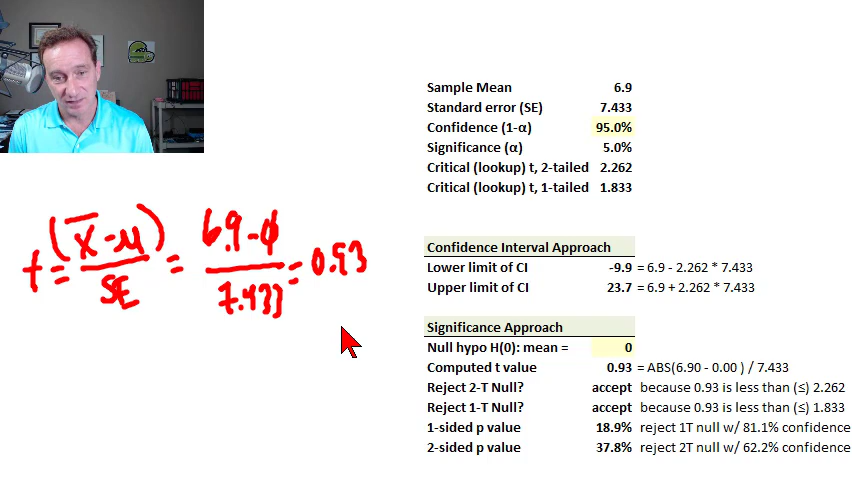 Sample Mean 6.9
Standard error (SE) 7.433
Confidence (1-α) 95.0%
Significance (α) 5.0%
Critical (lookup) t, 2-tailed 2.262
Critical (lookup) t, 1-tailed 1.833
t = (x̄ - μ) / SE = 6.9 - 0 / 7.433 = 0.93
Confidence Interval Approach
Lower limit of CI -9.9 = 6.9 - 2.262 * 7.433
Upper limit of CI 23.7 = 6.9 + 2.262 * 7.433
Significance Approach
Null hypo H(0): mean = 0
Computed t value 0.93 = ABS(6.90 - 0.00 ) / 7.433
Reject 2-T Null? accept because 0.93 is less than (≤) 2.262
Reject 1-T Null? accept because 0.93 is less than (≤) 1.833
1-sided p value 18.9% reject 1T null w/ 81.1% confidence
2-sided p value 37.8% reject 2T null w/ 62.2% confidence